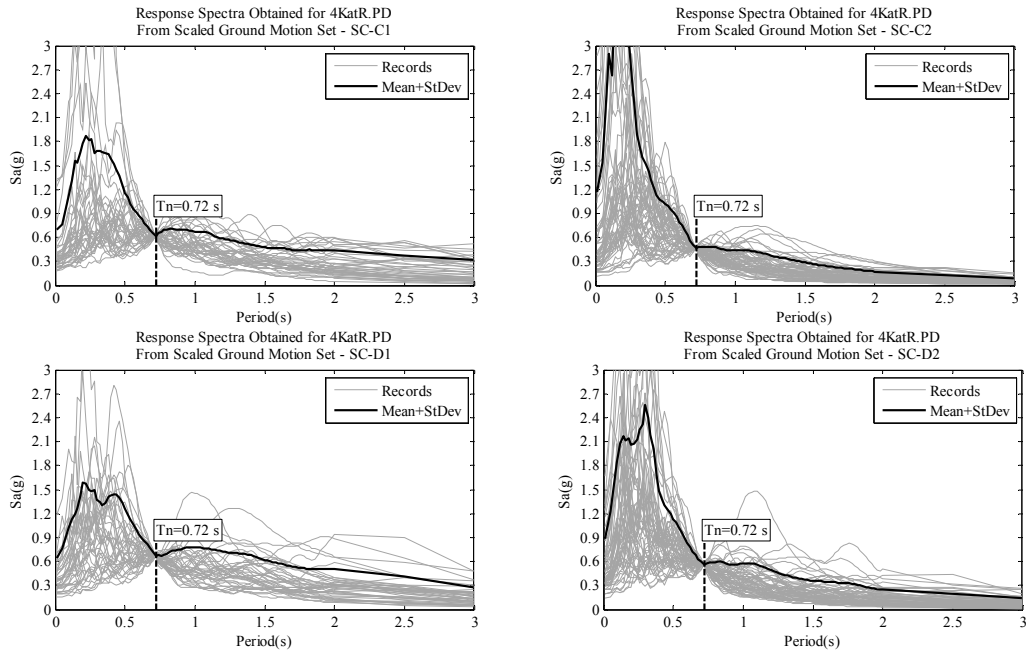 Response Spectra Obtained for 4KatR.PD
From Scaled Ground Motion Set - SC-C1
3
2.7
2.4
2.1
1.8
1.5
1.2
0.9
0.6
0.3
0
Sa(g)
Records
Mean+StDev
Tn=0.72 s
0 0.5 1 1.5 2 2.5 3
Period(s)
Response Spectra Obtained for 4KatR.PD
From Scaled Ground Motion Set - SC-C2
3
2.7
2.4
2.1
1.8
1.5
1.2
0.9
0.6
0.3
0
Sa(g)
Records
Mean+StDev
Tn=0.72 s
0 0.5 1 1.5 2 2.5 3
Period(s)
Response Spectra Obtained for 4KatR.PD
From Scaled Ground Motion Set - SC-D1
3
2.7
2.4
2.1
1.8
1.5
1.2
0.9
0.6
0.3
0
Sa(g)
Records
Mean+StDev
Tn=0.72 s
0 0.5 1 1.5 2 2.5 3
Period(s)
Response Spectra Obtained for 4KatR.PD
From Scaled Ground Motion Set - SC-D2
3
2.7
2.4
2.1
1.8
1.5
1.2
0.9
0.6
0.3
0
Sa(g)
Records
Mean+StDev
Tn=0.72 s
0 0.5 1 1.5 2 2.5 3
Period(s)